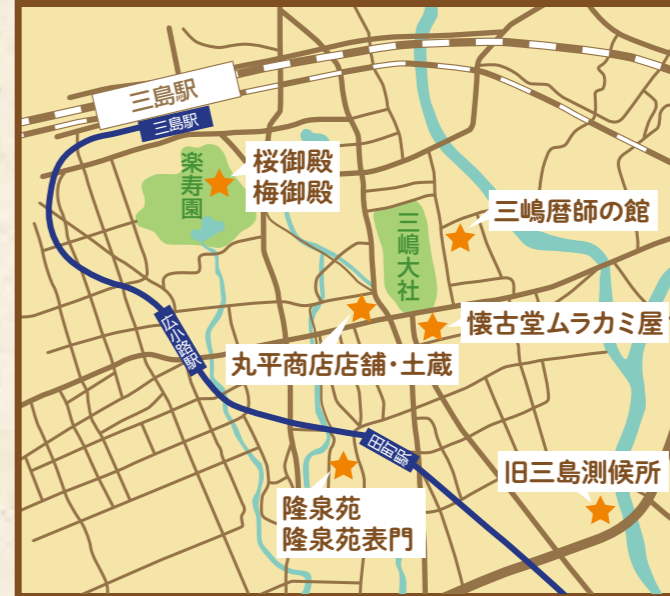 三島駅
三島駅
楽寿園
桜御殿
梅御殿
三嶋大社
三嶋暦師の館
懐古堂ムラカミ屋
丸平商店店舗・土蔵
広小路駅
田町駅
旧三島測候所
隆泉苑
隆泉苑表門